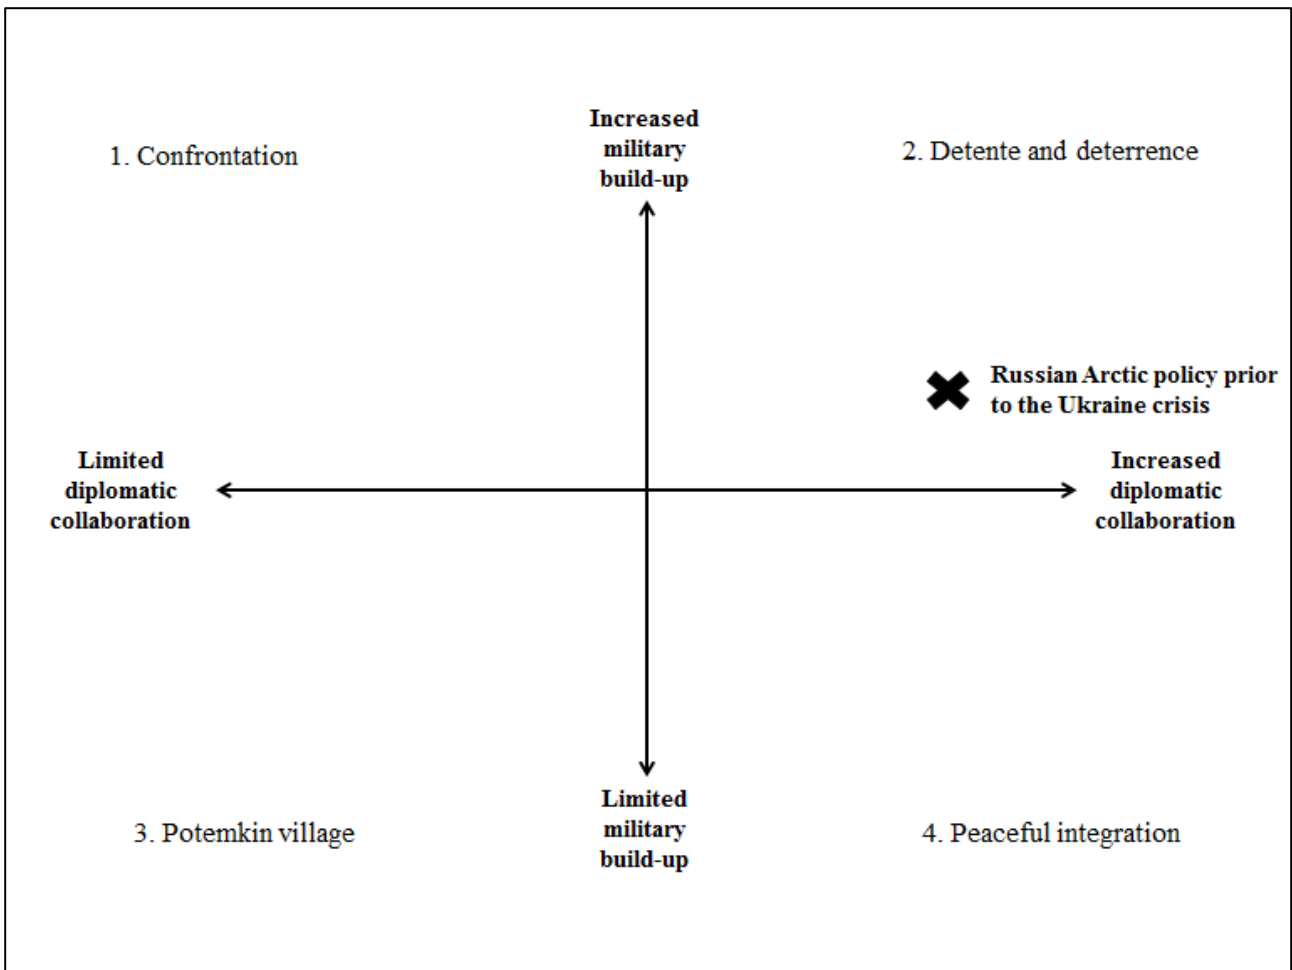 Increased
military
build-up
1. Confrontation
2. Detente and deterrence
Russian Arctic policy prior
to the Ukraine crisis
Limited
diplomatic
collaboration
Increased
diplomatic
collaboration
Limited
military
build-up
3. Potemkin village
4. Peaceful integration